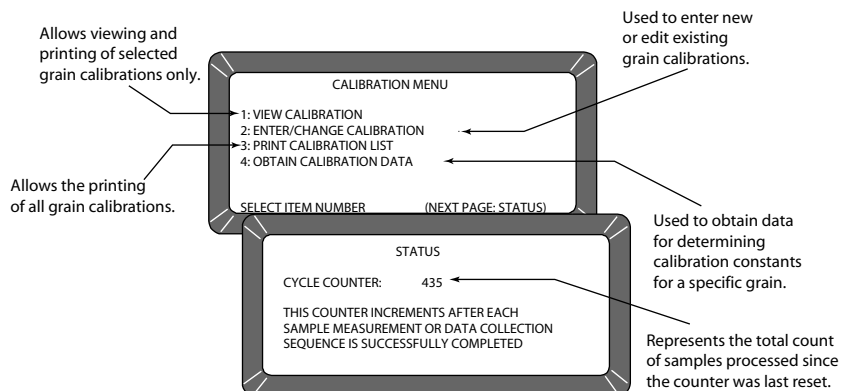 Allows viewing and
printing of selected
grain calibrations only.
Used to enter new
or edit existing
grain calibrations.
CALIBRATION MENU
1: VIEW CALIBRATION
2: ENTER/CHANGE CALIBRATION
3: PRINT CALIBRATION LIST
4: OBTAIN CALIBRATION DATA
SELECT ITEM NUMBER (NEXT PAGE: STATUS)
Allows the printing
of all grain calibrations.
Used to obtain data
for determining
calibration constants
for a specific grain.
STATUS
CYCLE COUNTER: 435
THIS COUNTER INCREMENTS AFTER EACH
SAMPLE MEASUREMENT OR DATA COLLECTION
SEQUENCE IS SUCCESSFULLY COMPLETED
Represents the total count
of samples processed since
the counter was last reset.